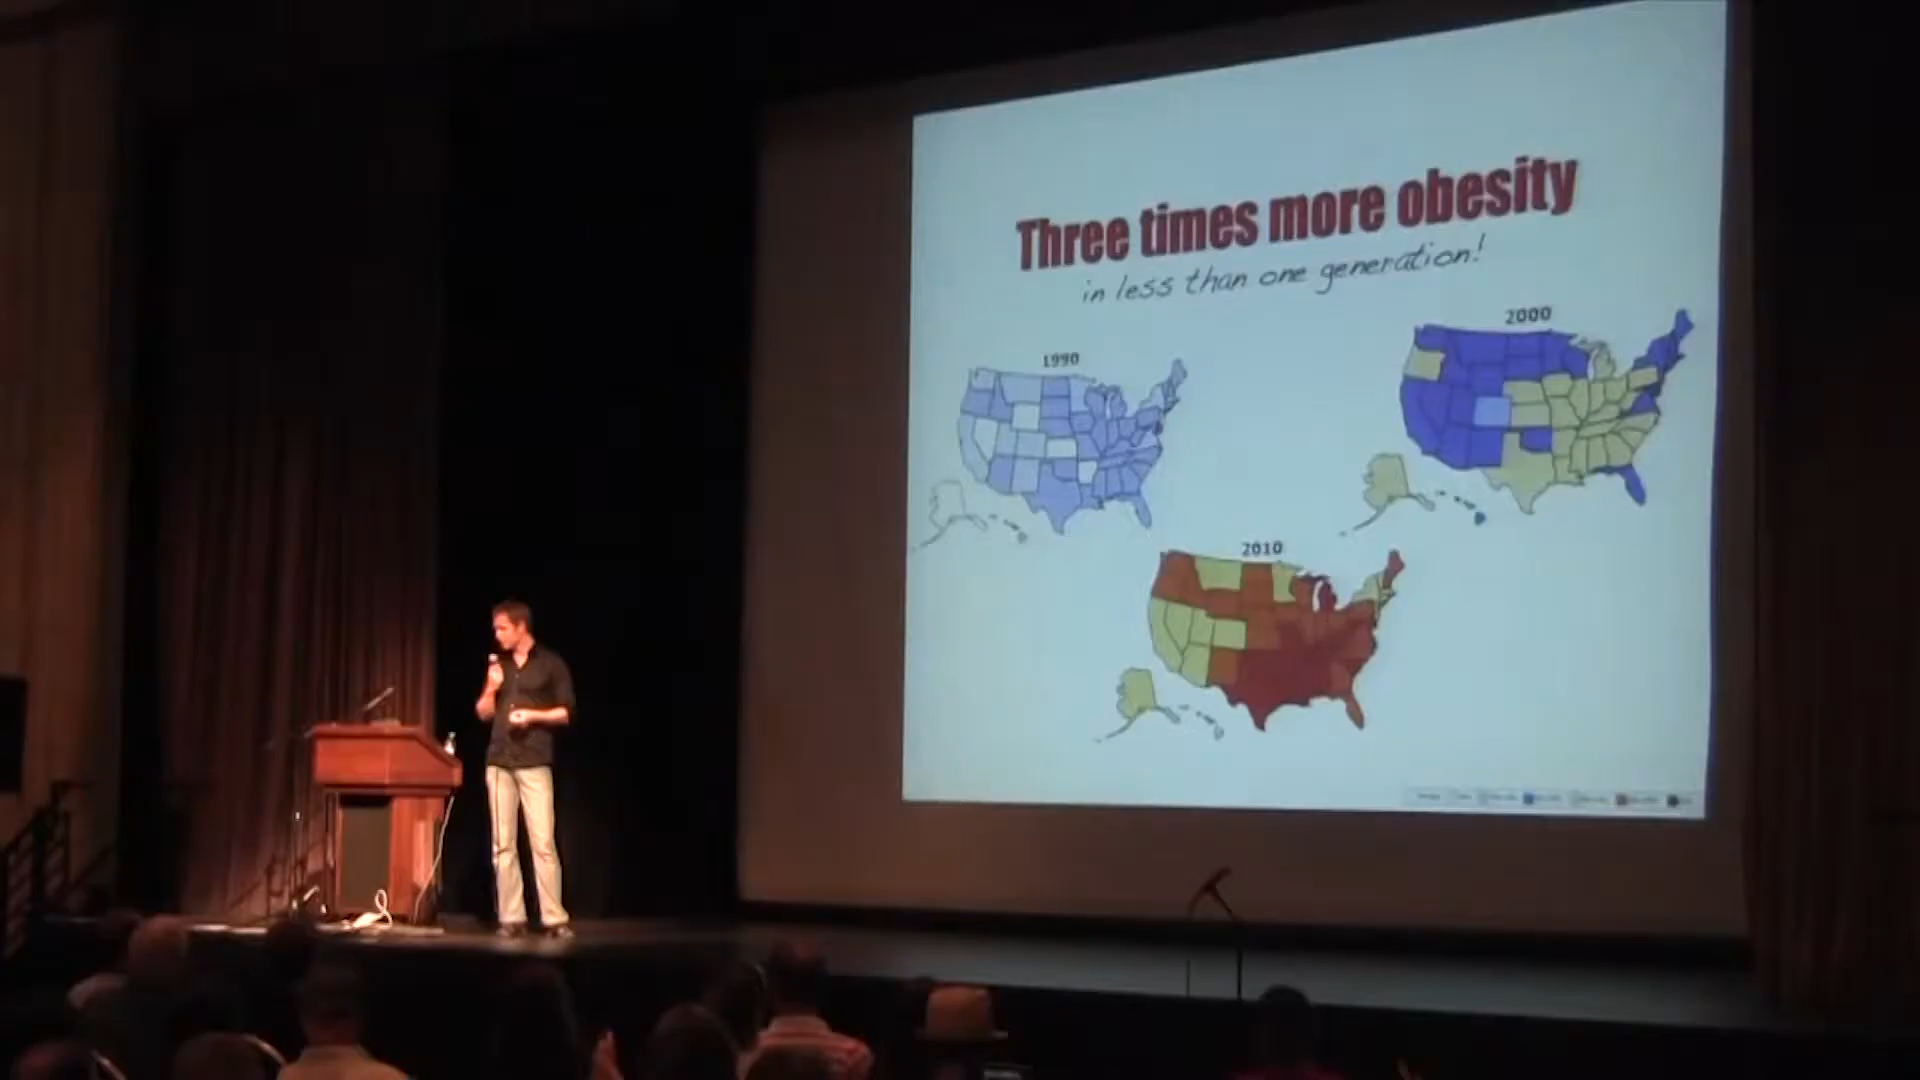 Three times more obesity
in less than one generation!
1990
2000
2010